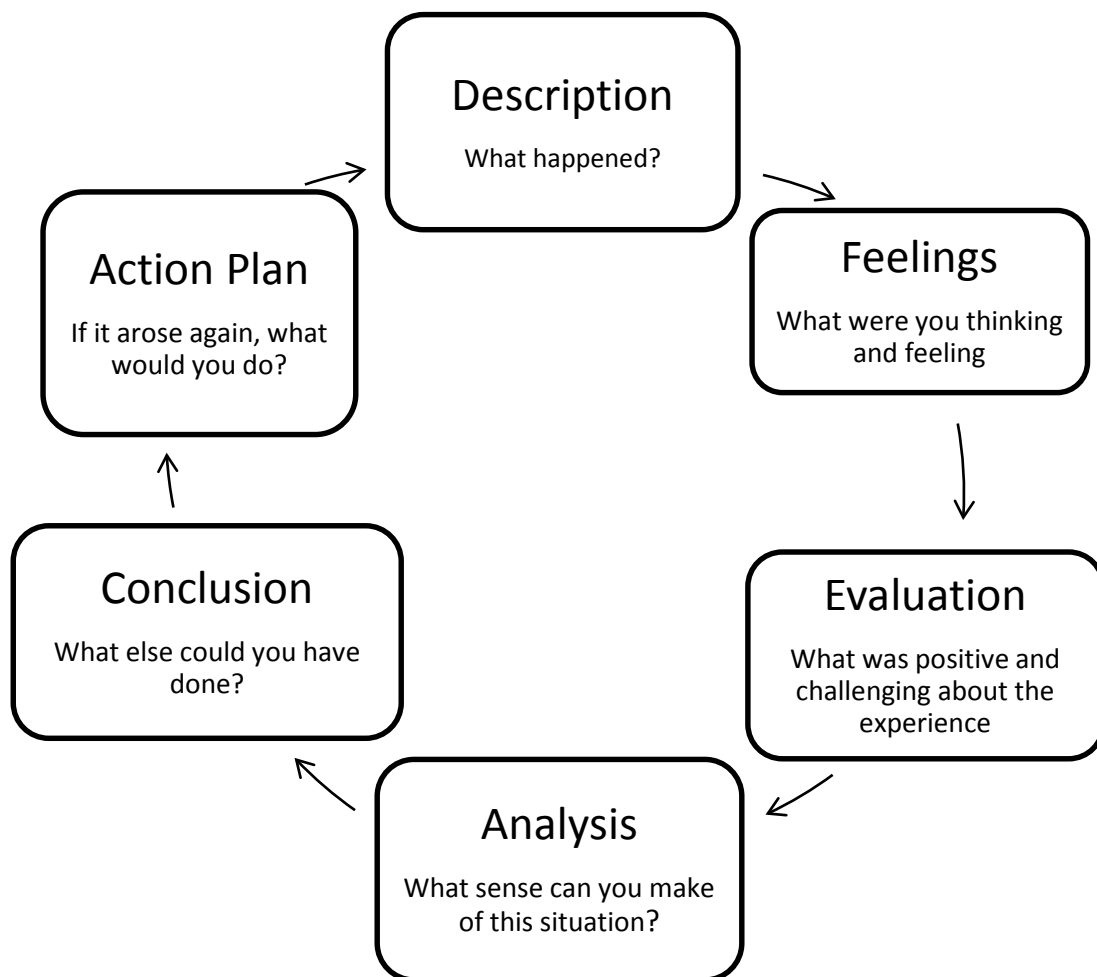 Description
What happened?
Feelings
What were you thinking
and feeling
Evaluation
What was positive and
challenging about the
experience
Analysis
What sense can you make
of this situation?
Conclusion
What else could you have
done?
Action Plan
If it arose again, what
would you do?